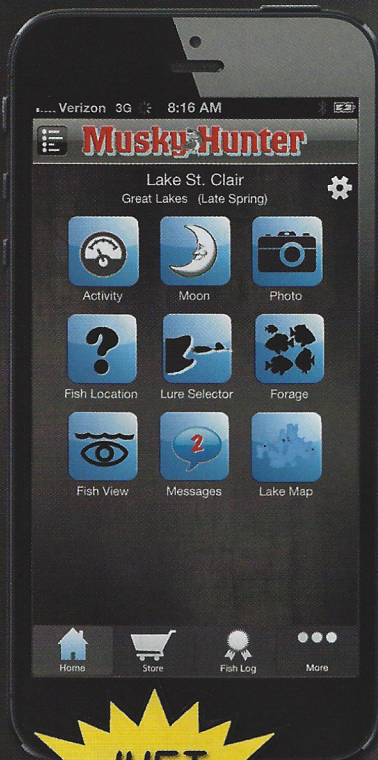 Verizon 3G 8:16 AM
Musky Hunter
Lake St. Clair
Great Lakes (Late Spring)
Activity Moon Photo
Fish Location Lure Selector Forage
2
Fish View Messages Lake Map
Home Store Fish Log More
JUST